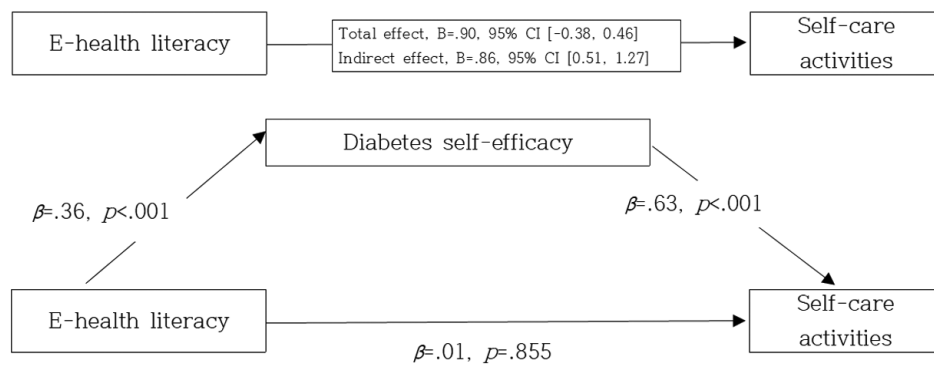 E-health literacy
Total effect, B=.90, 95% CI [-0.38, 0.46]
Indirect effect, B=.86, 95% CI [0.51, 1.27]
Self-care
activities
Diabetes self-efficacy
β=.36, p<.001
β=.63, p<.001
E-health literacy
Self-care
activities
β=.01, p=.855